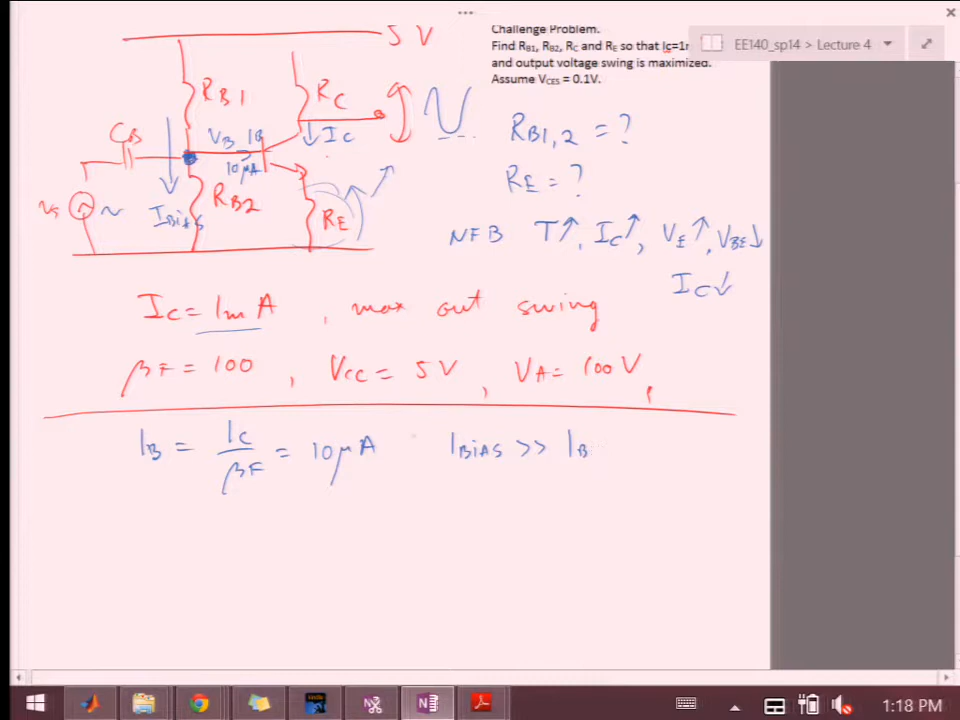 5 V
Challenge Problem.
Find RB1, RB2, RC and RE so that Ic=1
and output voltage swing is maximized.
Assume VCES = 0.1V.
EE140_sp14 > Lecture 4
RB1
RC
CB
VB IB
10μA
IC
RB1,2 = ?
RE = ?
vs
IBIAS
RB2
RE
NFB T↑, IC↑, VE↑, VBE↓
IC↓
IC = 1mA , max out swing
βF = 100 , VCC = 5V , VA = 100V ,
IB = IC/βF = 10μA IBIAS >> IB
1:18 PM